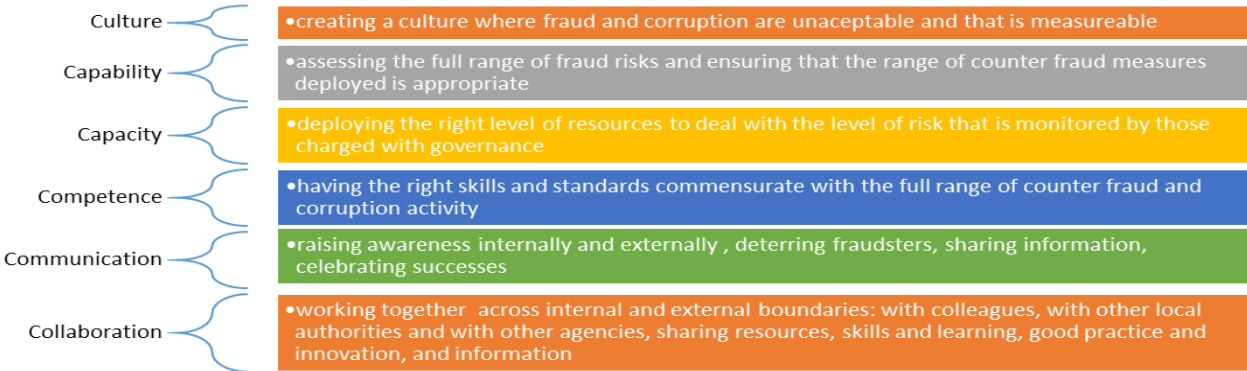 Culture
•creating a culture where fraud and corruption are unacceptable and that is measureable
Capability
•assessing the full range of fraud risks and ensuring that the range of counter fraud measures
deployed is appropriate
Capacity
•deploying the right level of resources to deal with the level of risk that is monitored by those
charged with governance
Competence
•having the right skills and standards commensurate with the full range of counter fraud and
corruption activity
Communication
•raising awareness internally and externally , deterring fraudsters, sharing information,
celebrating successes
Collaboration
•working together  across internal and external boundaries: with colleagues, with other local
authorities and with other agencies, sharing resources, skills and learning, good practice and
innovation, and information